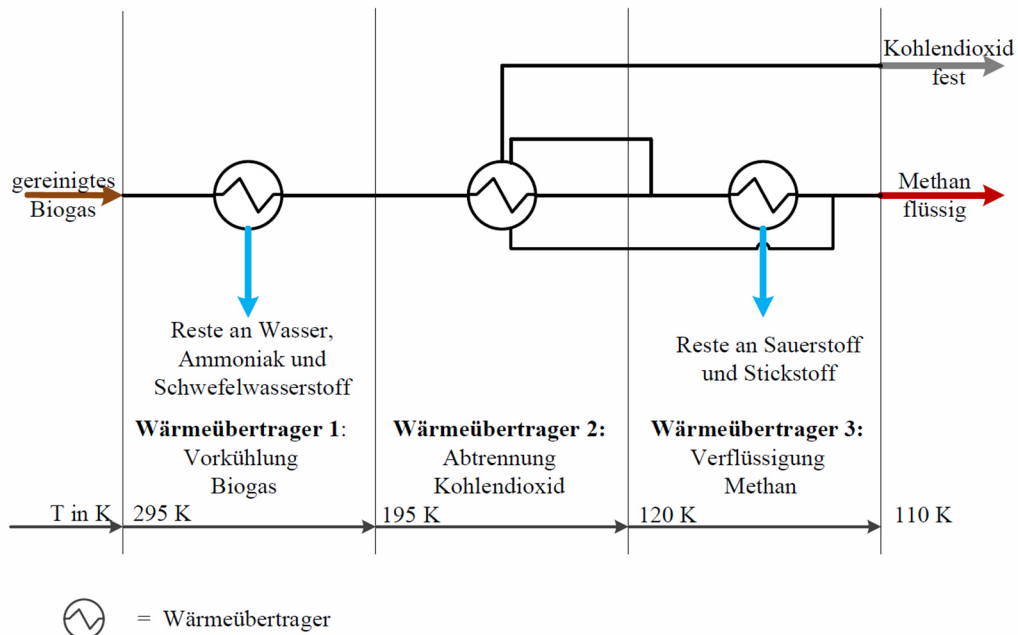 Kohlendioxid
fest
gereinigtes
Biogas
Methan
flüssig
Reste an Wasser,
Ammoniak und
Schwefelwasserstoff
Reste an Sauerstoff
und Stickstoff
Wärmeübertrager 1:
Vorkühlung
Biogas
Wärmeübertrager 2:
Abtrennung
Kohlendioxid
Wärmeübertrager 3:
Verflüssigung
Methan
T in K
295 K
195 K
120 K
110 K
= Wärmeübertrager